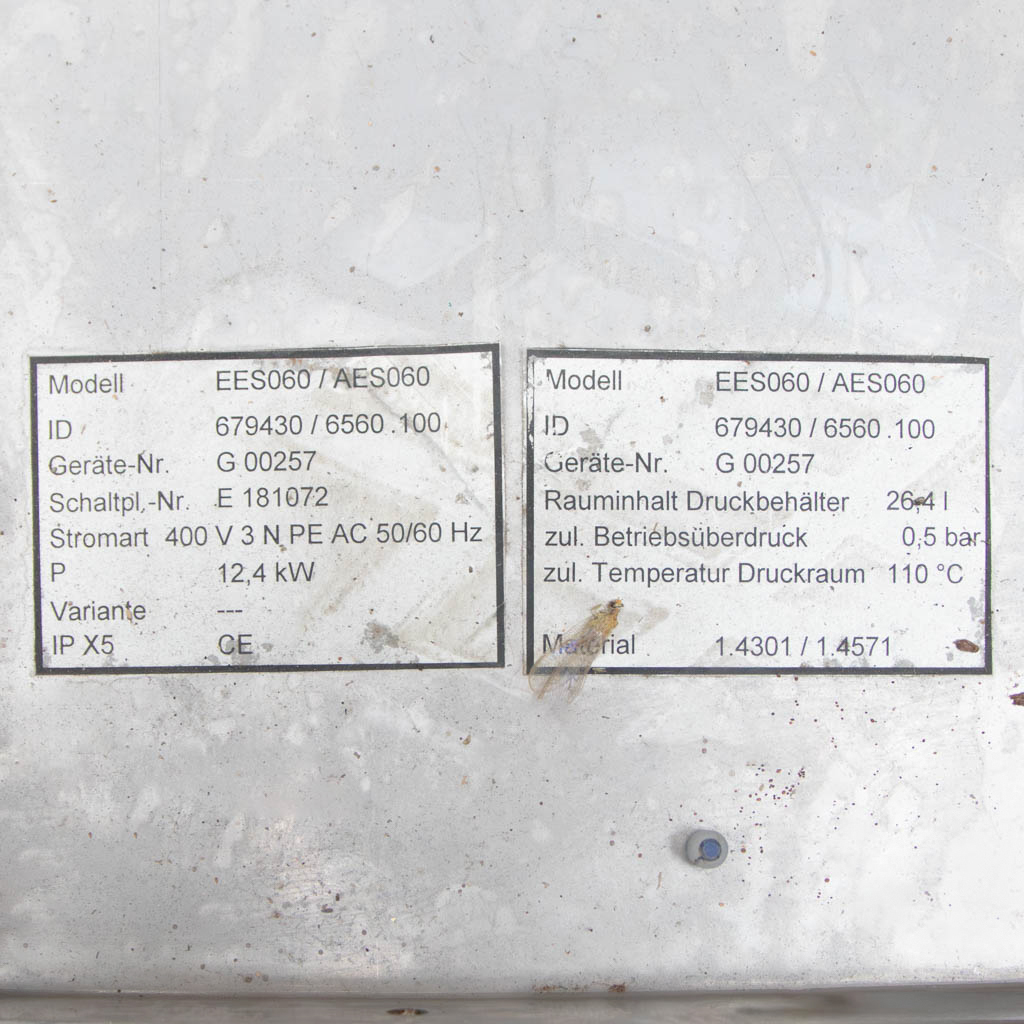 Modell EES060 / AES060
ID 679430 / 6560 .100
Geräte-Nr. G 00257
Schaltpl.-Nr. E 181072
Stromart 400 V 3 N PE AC 50/60 Hz
P 12,4 kW
Variante ---
IP X5 CE
Modell EES060 / AES060
ID 679430 / 6560 .100
Geräte-Nr. G 00257
Rauminhalt Druckbehälter 26,4 l
zul. Betriebsüberdruck 0,5 bar
zul. Temperatur Druckraum 110 °C
Material 1.4301 / 1.4571